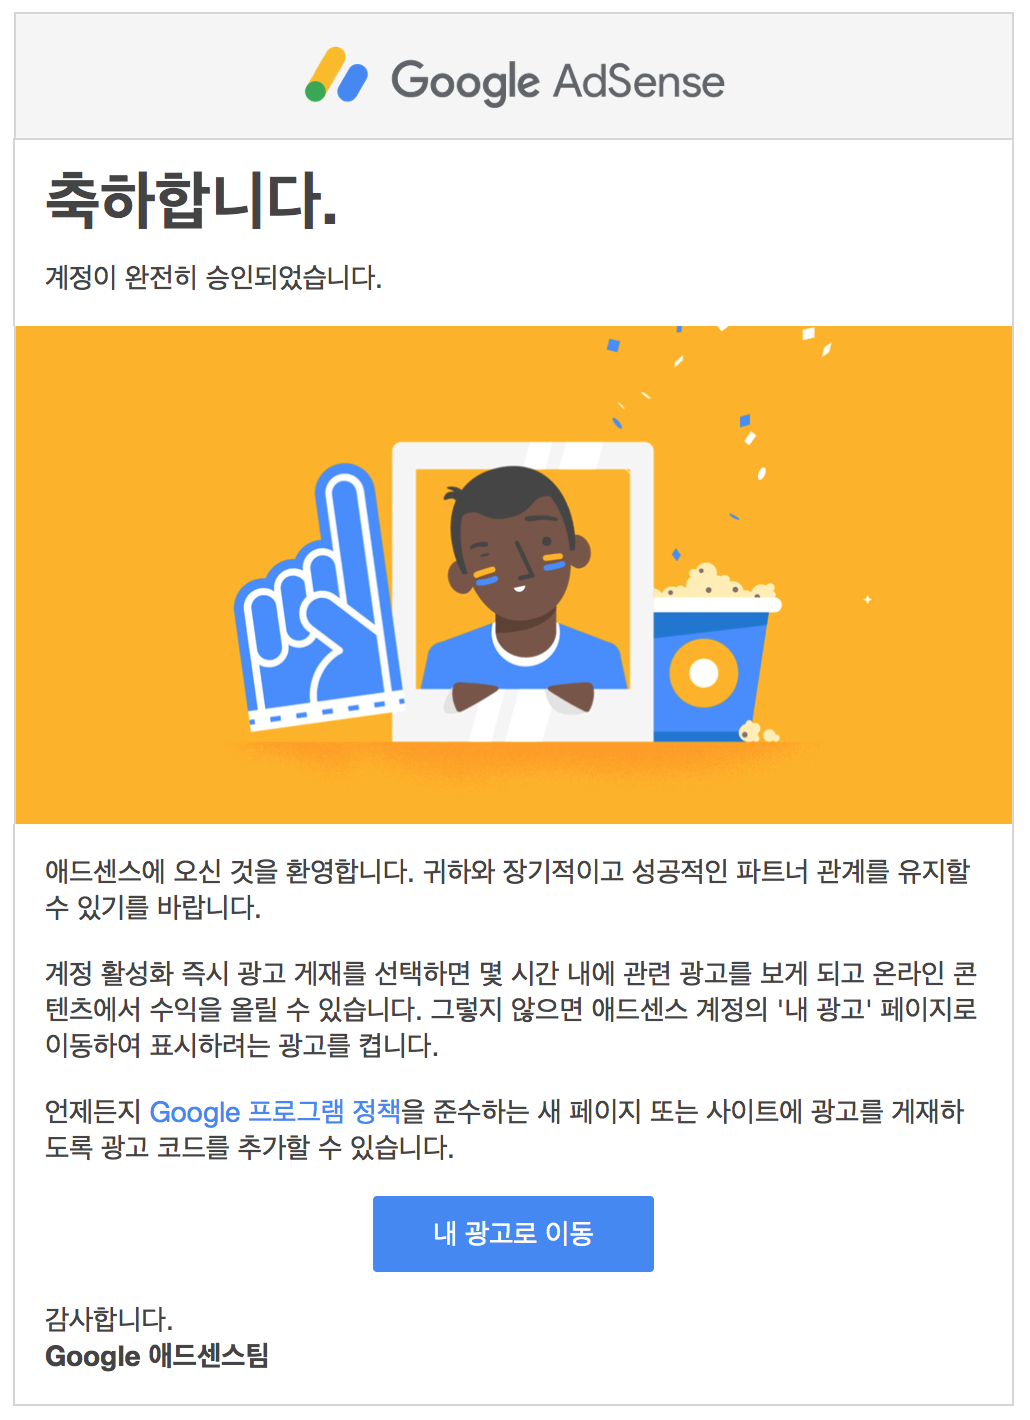 Google AdSense
축하합니다.
계정이 완전히 승인되었습니다.
애드센스에 오신 것을 환영합니다. 귀하와 장기적이고 성공적인 파트너 관계를 유지할
수 있기를 바랍니다.
계정 활성화 즉시 광고 게재를 선택하면 몇 시간 내에 관련 광고를 보게 되고 온라인 콘
텐츠에서 수익을 올릴 수 있습니다. 그렇지 않으면 애드센스 계정의 '내 광고' 페이지로
이동하여 표시하려는 광고를 켭니다.
언제든지 Google 프로그램 정책을 준수하는 새 페이지 또는 사이트에 광고를 게재하
도록 광고 코드를 추가할 수 있습니다.
내 광고로 이동
감사합니다.
Google 애드센스팀